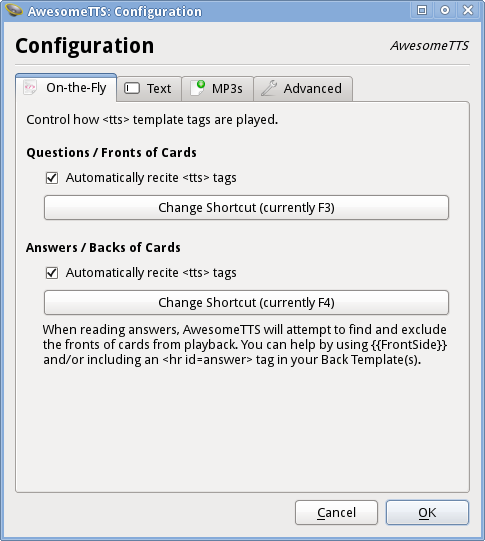 AwesomeTTS: Configuration
Configuration
AwesomeTTS
On-the-Fly
Text
MP3s
Advanced
Control how <tts> template tags are played.
Questions / Fronts of Cards
Automatically recite <tts> tags
Change Shortcut (currently F3)
Answers / Backs of Cards
Automatically recite <tts> tags
Change Shortcut (currently F4)
When reading answers, AwesomeTTS will attempt to find and exclude
the fronts of cards from playback. You can help by using {{FrontSide}}
and/or including an <hr id=answer> tag in your Back Template(s).
Cancel
OK